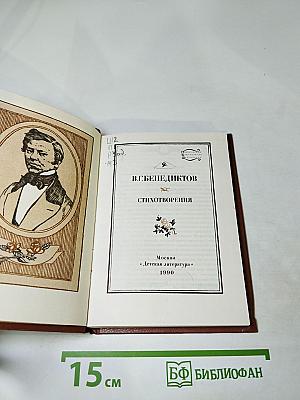 В.Г. БЕНЕДИКТОВ
СТИХОТВОРЕНИЯ
Москва
«Детская литература»
1990
15 см
БФ БИБЛИОФАН